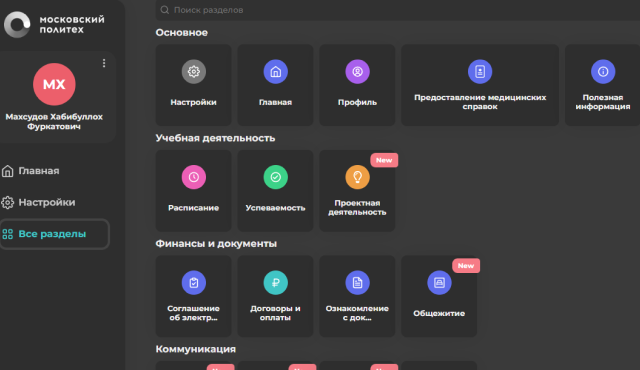 московский
политех
MX
Махсудов Хабибуллох
Фуркатович
Главная
Настройки
Все разделы
Поиск разделов
Основное
Настройки
Главная
Профиль
Предоставление медицинских
справок
Полезная
информация
Учебная деятельность
Расписание
Успеваемость
New
Проектная
деятельность
Финансы и документы
Соглашение
об электр...
Договоры и
оплаты
Ознакомление
с док...
New
Общежитие
Коммуникация